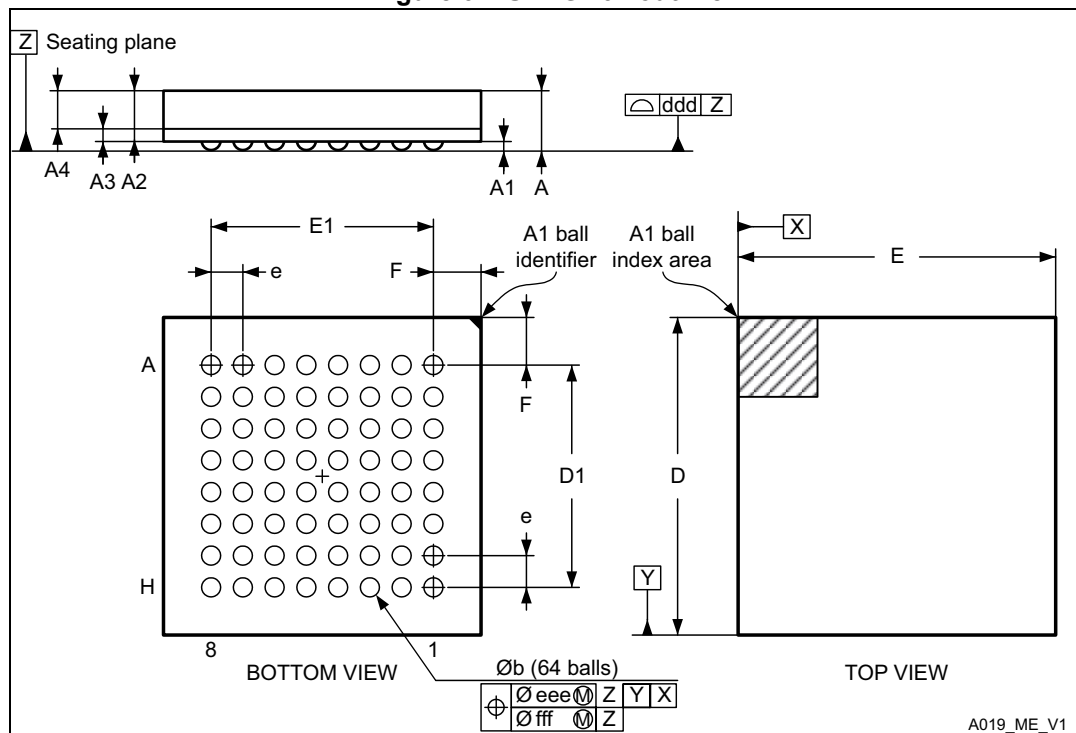 Z Seating plane
ddd Z
A4
A3 A2
A1 A
E1
A1 ball
identifier
A1 ball
index area
X
e
F
E
A
F
D1
D
e
Y
H
8
1
BOTTOM VIEW
Øb (64 balls)
TOP VIEW
Ø eee Ⓜ Z Y X
Ø fff Ⓜ Z
A019_ME_V1